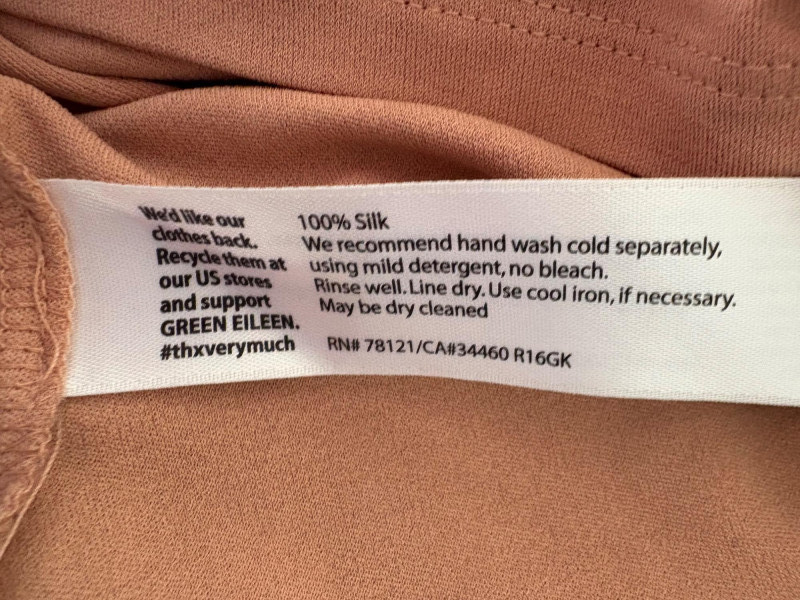 We'd like our
clothes back.
Recycle them at
our US stores
and support
GREEN EILEEN.
#thxverymuch
100% Silk
We recommend hand wash cold separately,
using mild detergent, no bleach.
Rinse well. Line dry. Use cool iron, if necessary.
May be dry cleaned
RN# 78121/CA#34460 R16GK